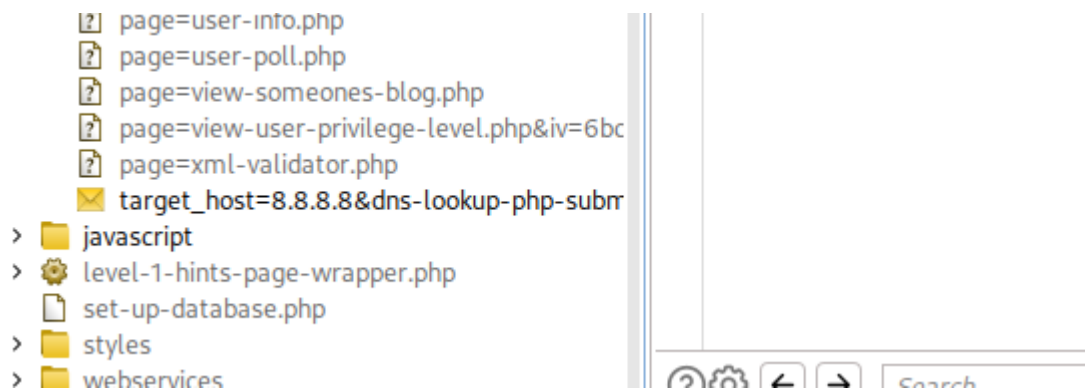 page=user-info.php
page=user-poll.php
page=view-someones-blog.php
page=view-user-privilege-level.php&iv=6bc
page=xml-validator.php
target_host=8.8.8.8&dns-lookup-php-subm
javascript
level-1-hints-page-wrapper.php
set-up-database.php
styles
webservices
Search